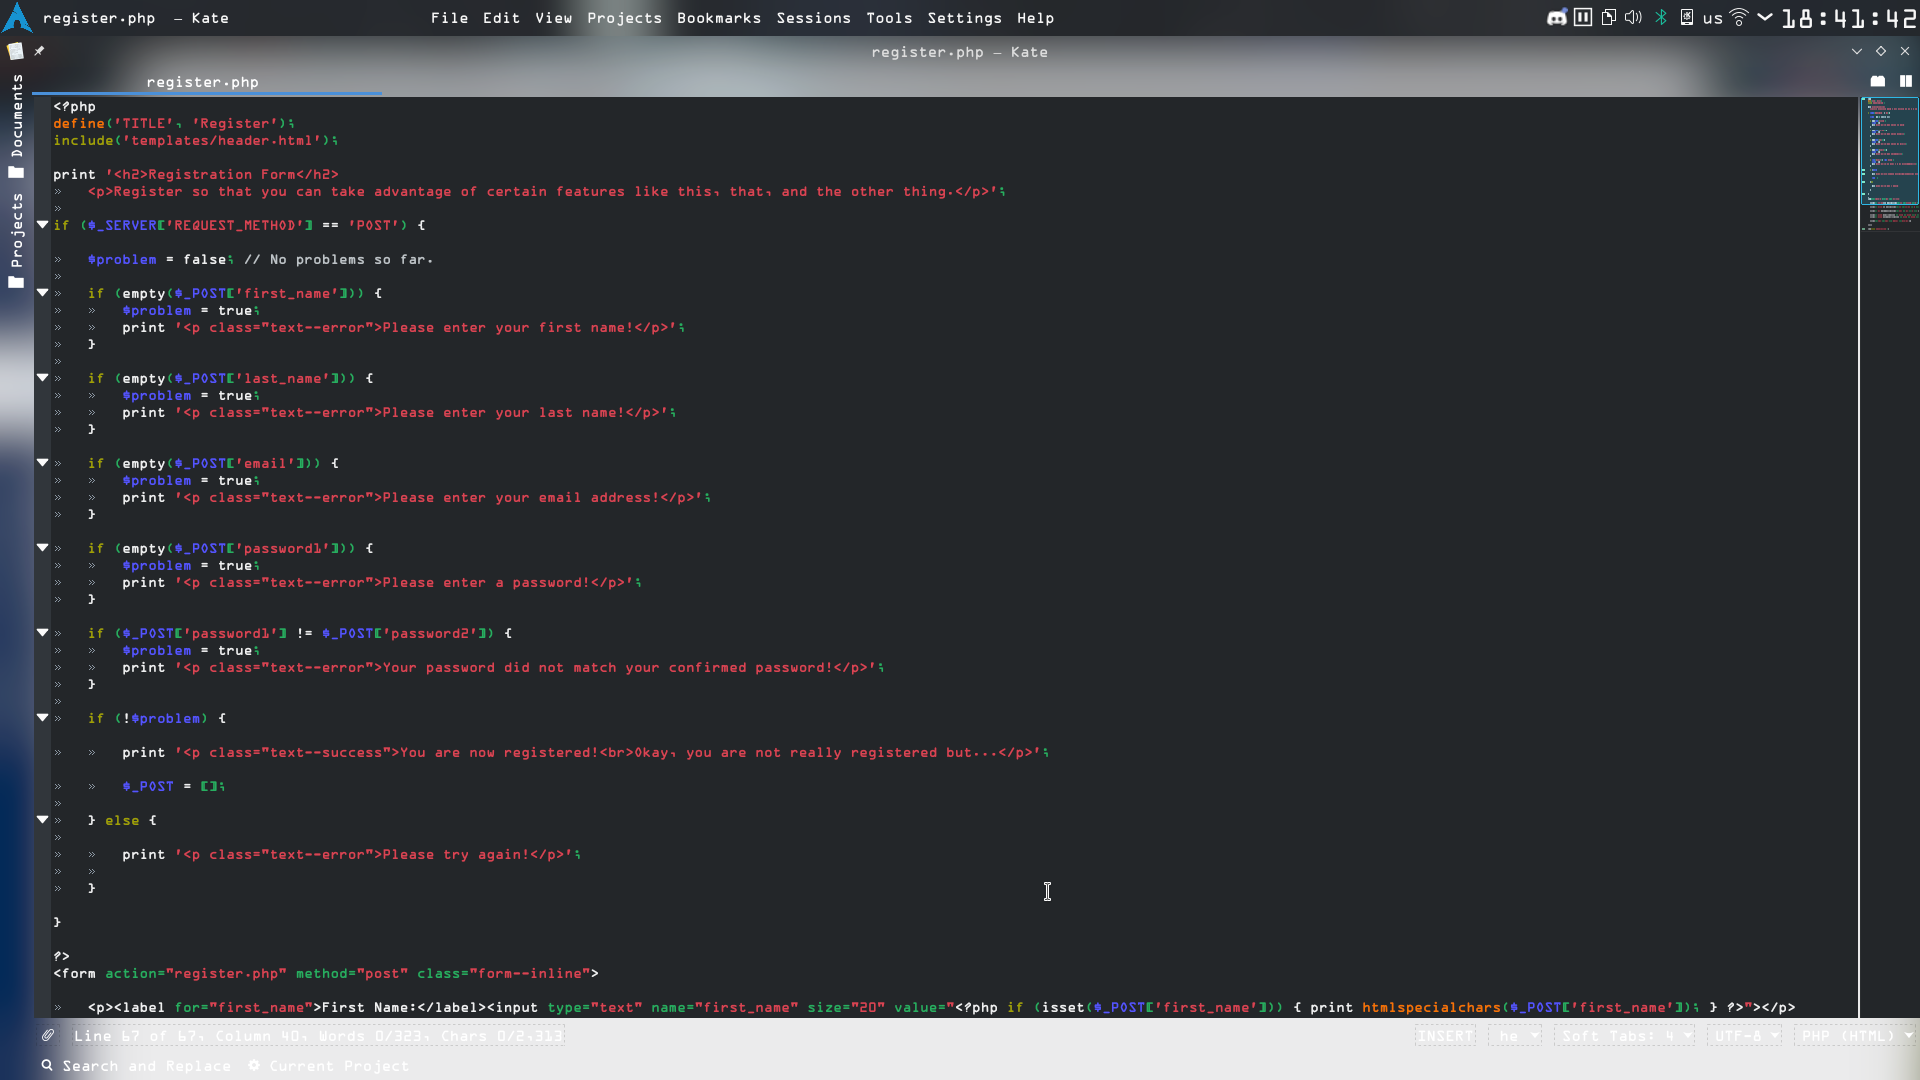 register.php — Kate
File Edit View Projects Bookmarks Sessions Tools Settings Help
us
18:41:42
register.php — Kate
register.php
Documents
Projects
<?php
define('TITLE', 'Register');
include('templates/header.html');
print '<h2>Registration Form</h2>
<p>Register so that you can take advantage of certain features like this, that, and the other thing.</p>';
if ($_SERVER['REQUEST_METHOD'] == 'POST') {
$problem = false; // No problems so far.
if (empty($_POST['first_name'])) {
$problem = true;
print '<p class="text--error">Please enter your first name!</p>';
}
if (empty($_POST['last_name'])) {
$problem = true;
print '<p class="text--error">Please enter your last name!</p>';
}
if (empty($_POST['email'])) {
$problem = true;
print '<p class="text--error">Please enter your email address!</p>';
}
if (empty($_POST['password1'])) {
$problem = true;
print '<p class="text--error">Please enter a password!</p>';
}
if ($_POST['password1'] != $_POST['password2']) {
$problem = true;
print '<p class="text--error">Your password did not match your confirmed password!</p>';
}
if (!$problem) {
print '<p class="text--success">You are now registered!<br>Okay, you are not really registered but...</p>';
$_POST = [];
} else {
print '<p class="text--error">Please try again!</p>';
}
}
?>
<form action="register.php" method="post" class="form--inline">
<p><label for="first_name">First Name:</label><input type="text" name="first_name" size="20" value="<?php if (isset($_POST['first_name'])) { print htmlspecialchars($_POST['first_name']); } ?>"></p>
Line 67 of 67, Column 40, Words 0/323, Chars 0/2,313
INSERT he Soft Tabs: 4 UTF-8 PHP (HTML)
Search and Replace Current Project